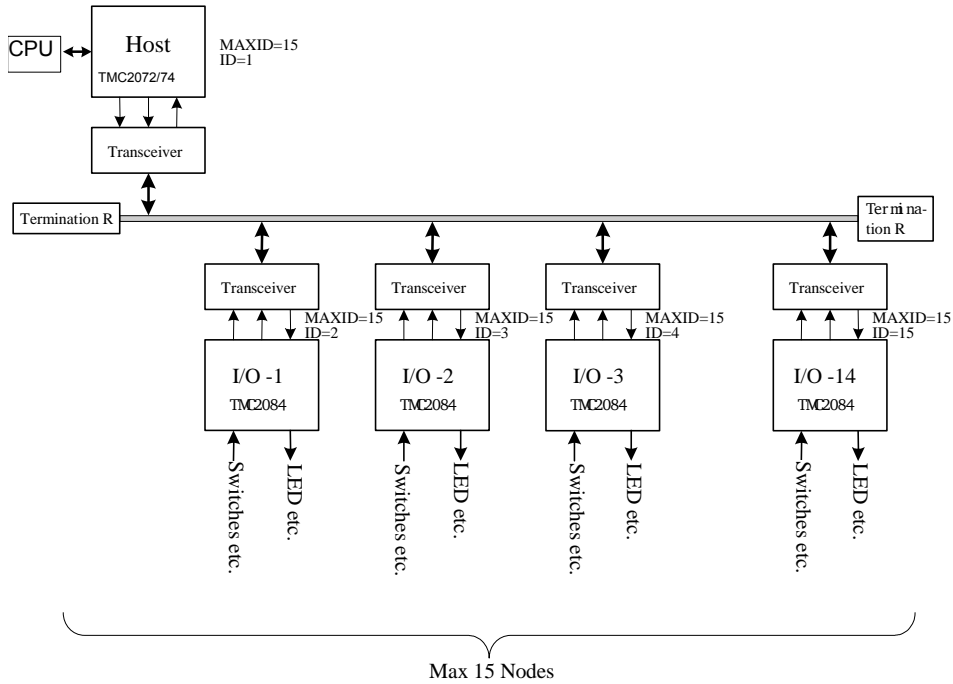 CPU
Host
TMC2072/74
MAXID=15
ID=1
Transceiver
Termination R
Termina-
tion R
Transceiver
Transceiver
Transceiver
Transceiver
MAXID=15
ID=2
MAXID=15
ID=3
MAXID=15
ID=4
MAXID=15
ID=15
I/O -1
TMC2084
I/O -2
TMC2084
I/O -3
TMC2084
I/O -14
TMC2084
Switches etc.
LED etc.
Switches etc.
LED etc.
Switches etc.
LED etc.
Switches etc.
LED etc.
Max 15 Nodes